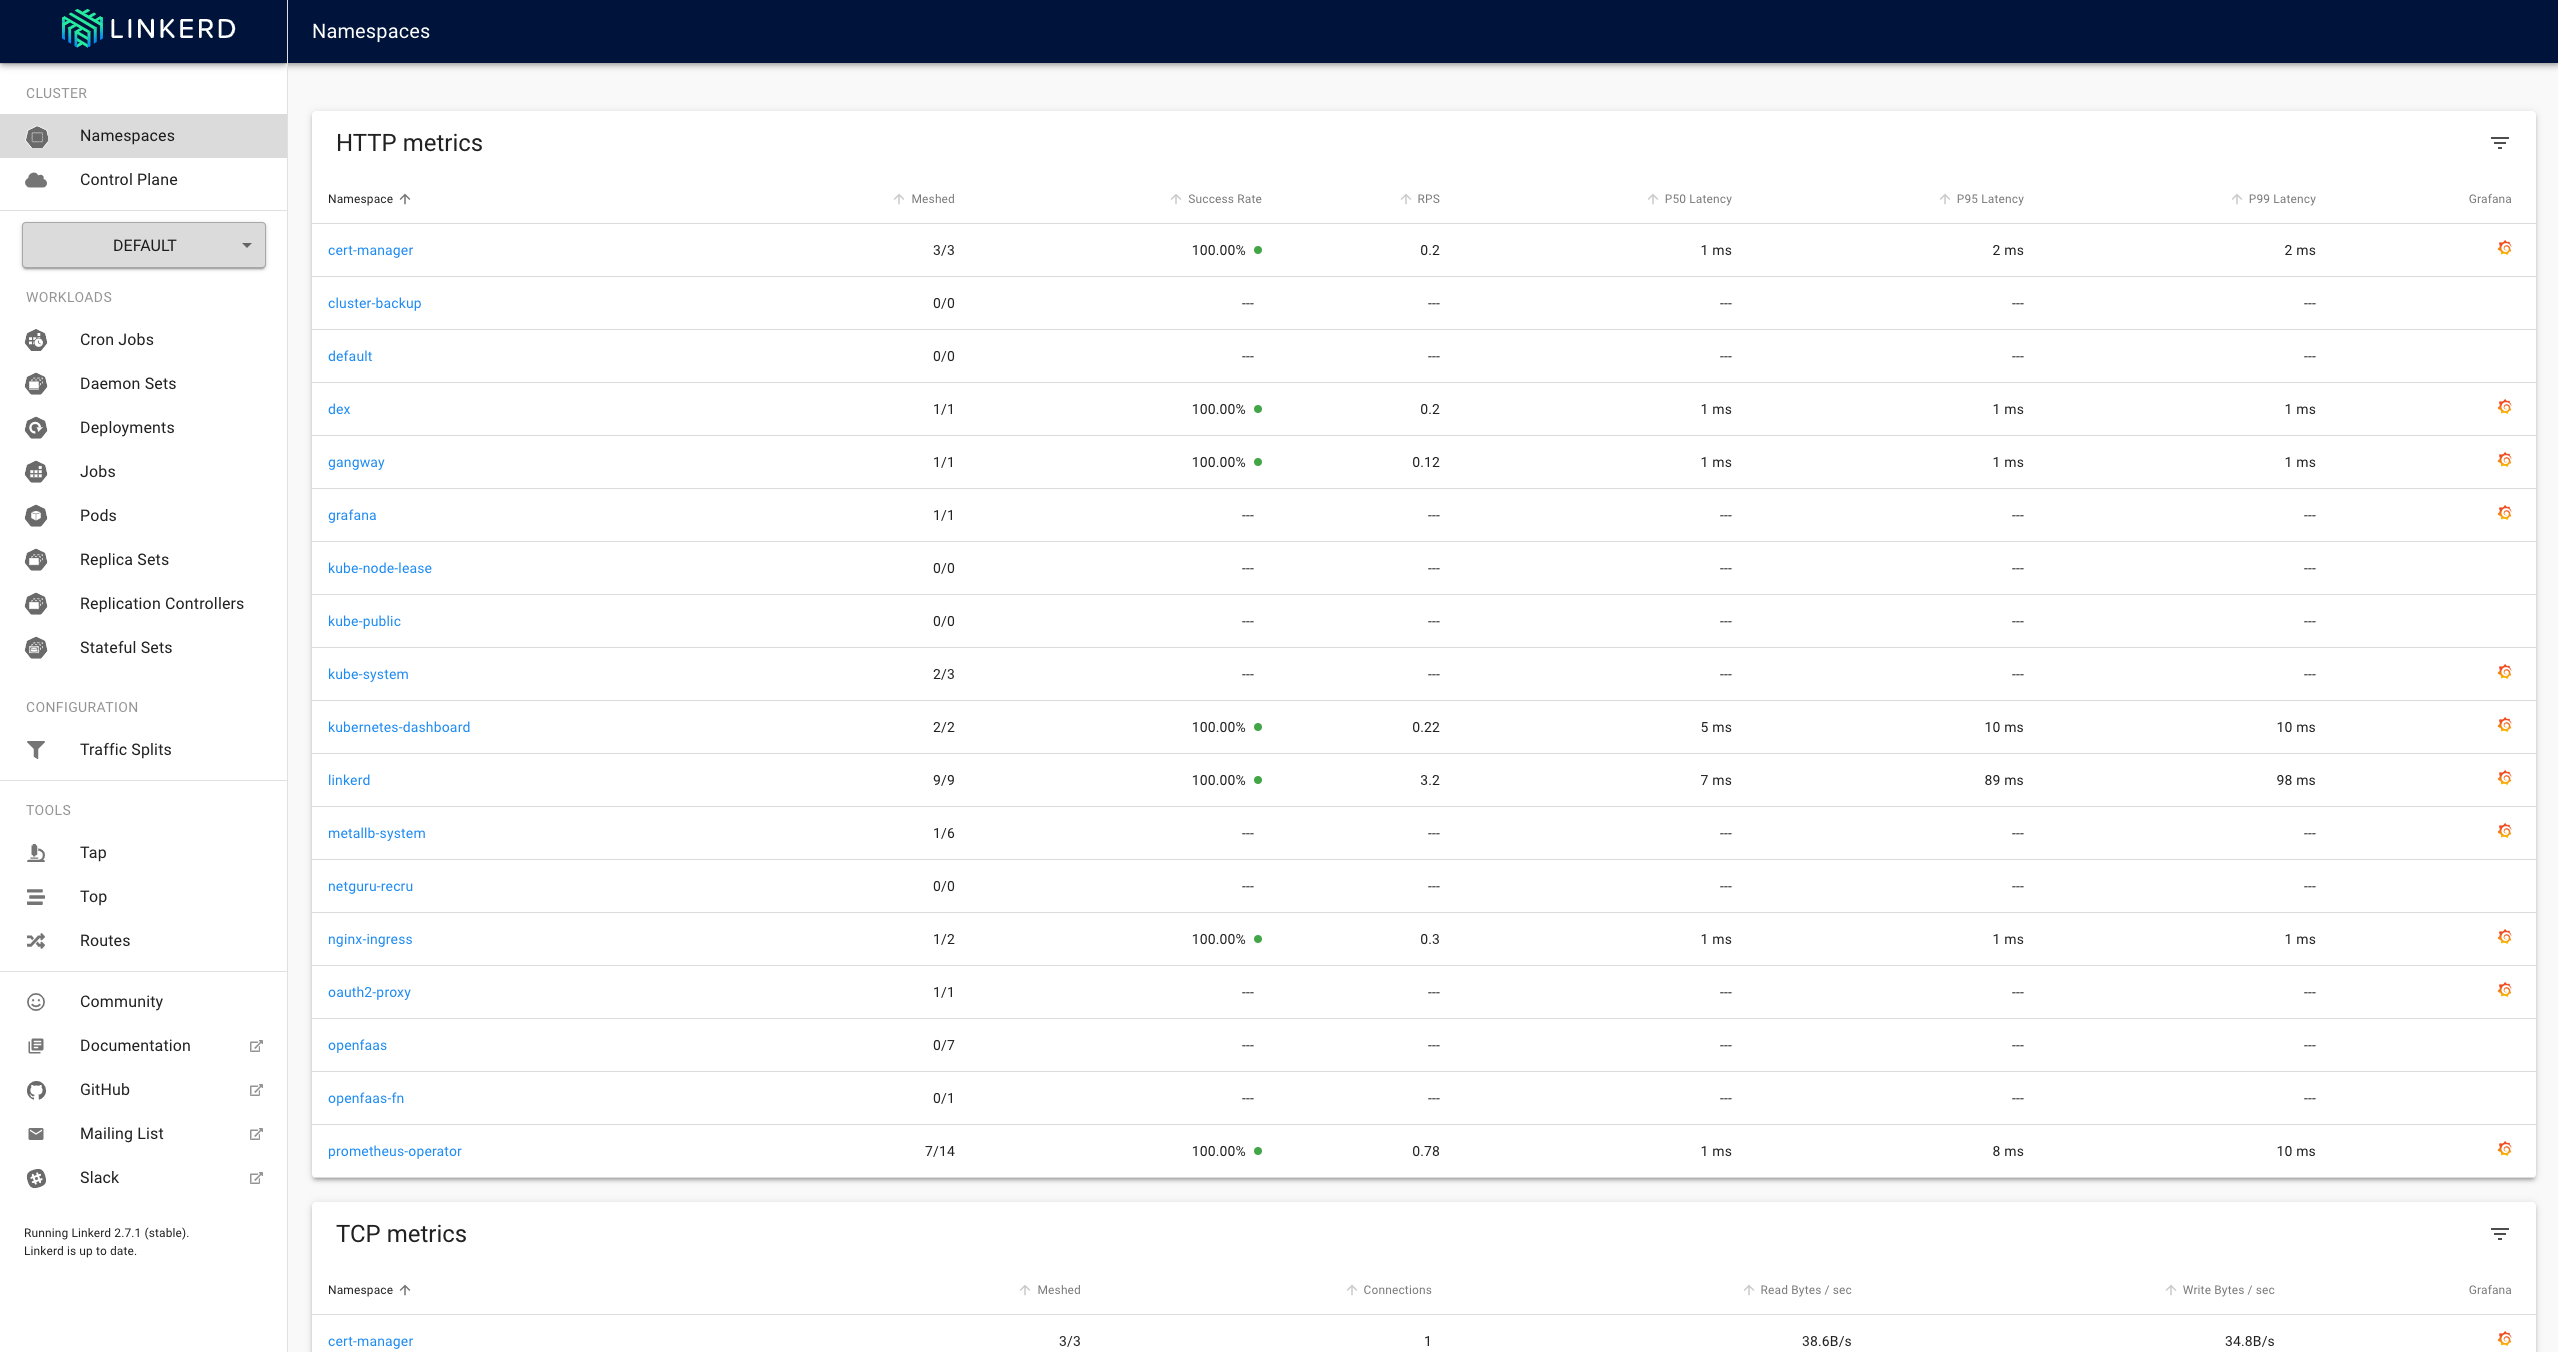 LINKERD
Namespaces
CLUSTER
Namespaces
Control Plane
DEFAULT
WORKLOADS
Cron Jobs
Daemon Sets
Deployments
Jobs
Pods
Replica Sets
Replication Controllers
Stateful Sets
CONFIGURATION
Traffic Splits
TOOLS
Tap
Top
Routes
Community
Documentation
GitHub
Mailing List
Slack
Running Linkerd 2.7.1 (stable).
Linkerd is up to date.
HTTP metrics
Namespace Meshed Success Rate RPS P50 Latency P95 Latency P99 Latency Grafana
cert-manager 3/3 100.00% 0.2 1 ms 2 ms 2 ms
cluster-backup 0/0 --- --- --- --- ---
default 0/0 --- --- --- --- ---
dex 1/1 100.00% 0.2 1 ms 1 ms 1 ms
gangway 1/1 100.00% 0.12 1 ms 1 ms 1 ms
grafana 1/1 --- --- --- --- ---
kube-node-lease 0/0 --- --- --- --- ---
kube-public 0/0 --- --- --- --- ---
kube-system 2/3 --- --- --- --- ---
kubernetes-dashboard 2/2 100.00% 0.22 5 ms 10 ms 10 ms
linkerd 9/9 100.00% 3.2 7 ms 89 ms 98 ms
metallb-system 1/6 --- --- --- --- ---
netguru-recru 0/0 --- --- --- --- ---
nginx-ingress 1/2 100.00% 0.3 1 ms 1 ms 1 ms
oauth2-proxy 1/1 --- --- --- --- ---
openfaas 0/7 --- --- --- --- ---
openfaas-fn 0/1 --- --- --- --- ---
prometheus-operator 7/14 100.00% 0.78 1 ms 8 ms 10 ms
TCP metrics
Namespace Meshed Connections Read Bytes / sec Write Bytes / sec Grafana
cert-manager 3/3 1 38.6B/s 34.8B/s